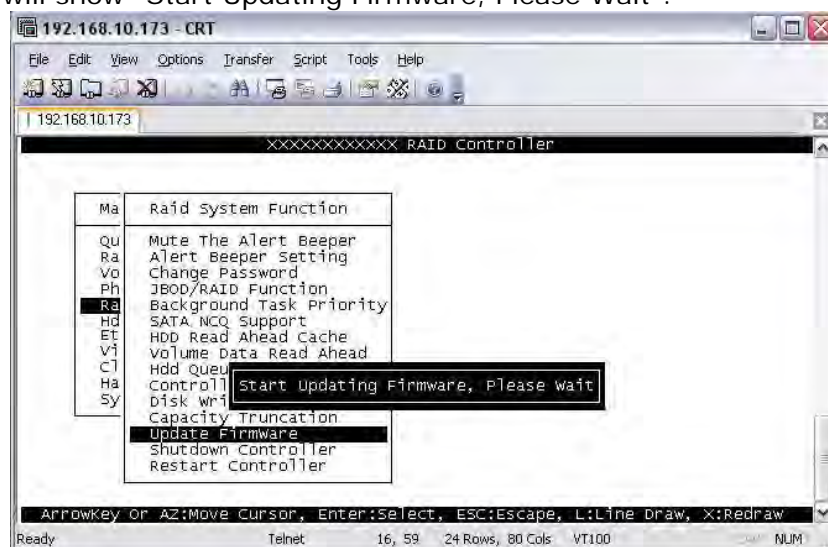 will show "Start Updating Firmware, Please Wait".
192.168.10.173 - CRT
File Edit View Options Transfer Script Tools Help
192.168.10.173
XXXXXXXXXXXX RAID Controller
Ma
Raid System Function
Qu
Mute The Alert Beeper
Ra
Alert Beeper Setting
Vo
Change Password
Ph
JBOD/RAID Function
Ra
Background Task Priority
Hd
SATA NCQ Support
Et
HDD Read Ahead Cache
Vi
Volume Data Read Ahead
Cl
Hdd Queu
Ha
Controll
Start Updating Firmware, Please Wait
Sy
Disk Wri
Capacity Truncation
Update Firmware
Shutdown Controller
Restart Controller
ArrowKey Or AZ:Move Cursor, Enter:Select, ESC:Escape, L:Line Draw, X:Redraw
Ready Telnet 16, 59 24 Rows, 80 Cols VT100 NUM